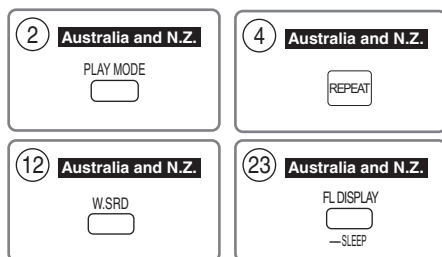 2 Australia and N.Z.
PLAY MODE
4 Australia and N.Z.
REPEAT
12 Australia and N.Z.
W.SRD
23 Australia and N.Z.
FL DISPLAY
—SLEEP